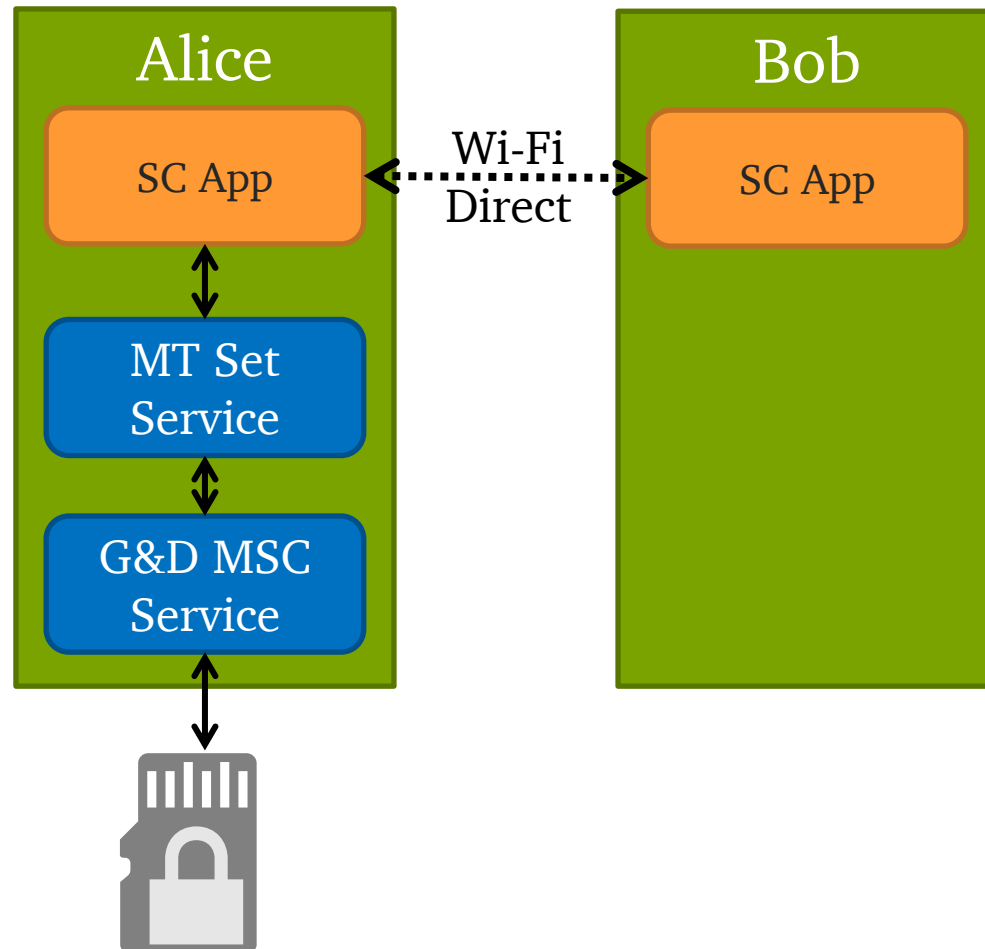 Alice
Bob
SC App
Wi-Fi
Direct
SC App
MT Set
Service
G&D MSC
Service